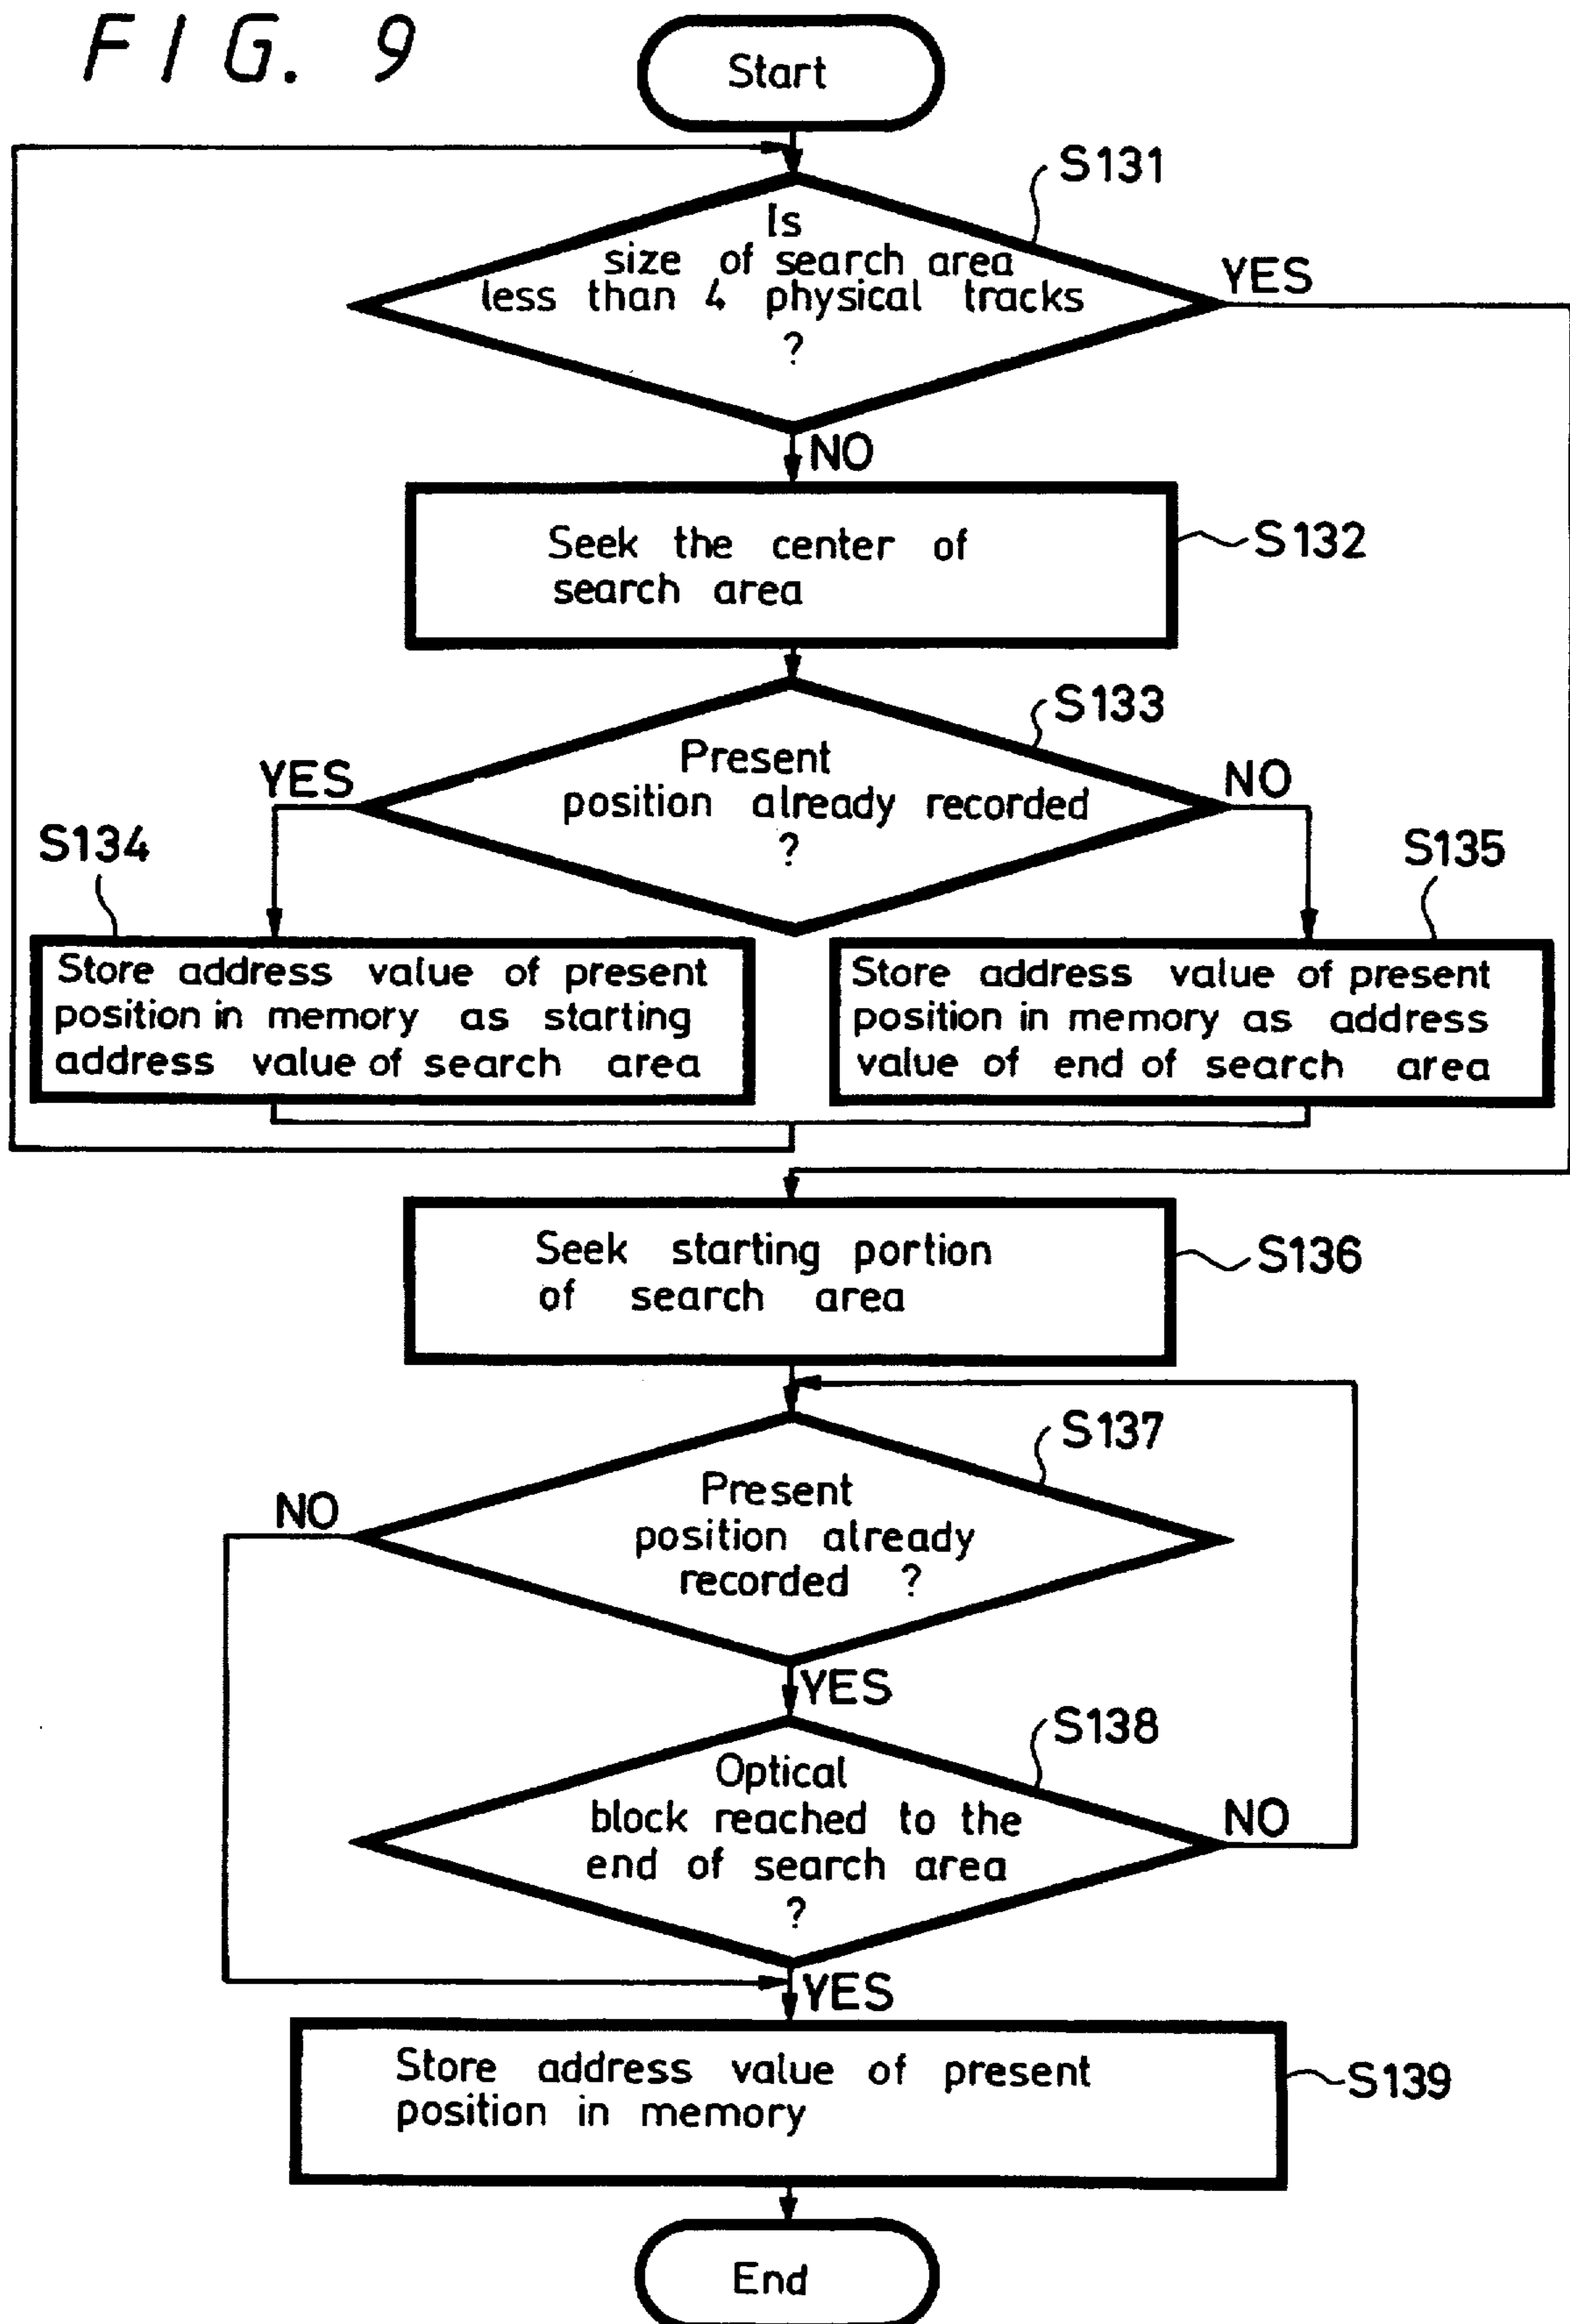 FIG. 9
Start
S131
Is
size of search area
less than 4 physical tracks
?
YES
NO
Seek the center of
search area
S132
S133
Present
position already recorded
?
YES
NO
S134
S135
Store address value of present
position in memory as starting
address value of search area
Store address value of present
position in memory as address
value of end of search area
Seek starting portion
of search area
S136
S137
Present
position already
recorded ?
NO
YES
S138
Optical
block reached to the
end of search area
?
NO
YES
Store address value of present
position in memory
S139
End